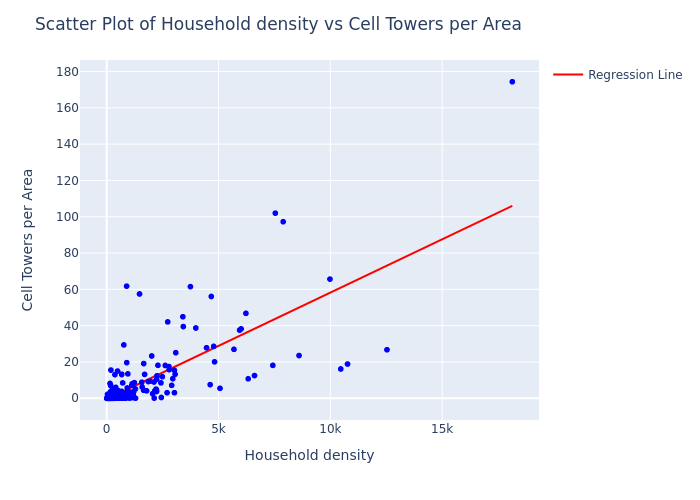 Scatter Plot of Household density vs Cell Towers per Area
Regression Line
Cell Towers per Area
180
160
140
120
100
80
60
40
20
0
0 5k 10k 15k
Household density